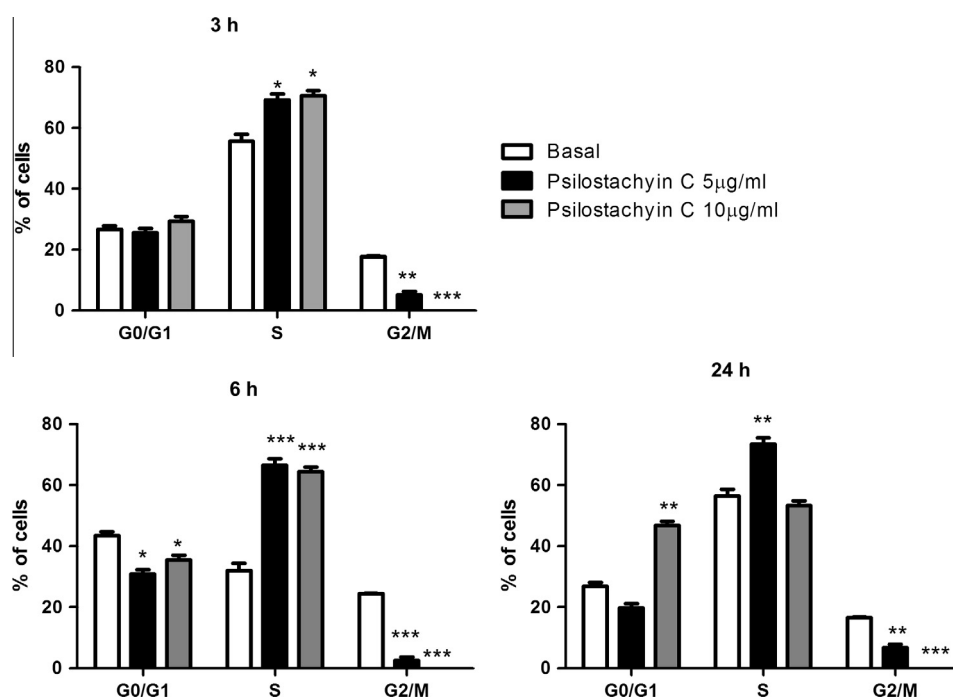 3 h
% of cells
80
60
40
20
0
* *
** ***
G0/G1 S G2/M
Basal
Psilostachyin C 5μg/ml
Psilostachyin C 10μg/ml
6 h
% of cells
80
60
40
20
0
* *
*** ***
*** ***
G0/G1 S G2/M
24 h
% of cells
80
60
40
20
0
**
**
** ***
G0/G1 S G2/M